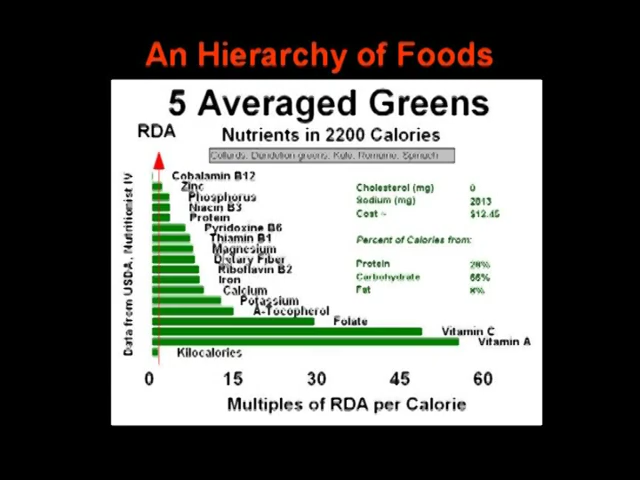 An Hierarchy of Foods
5 Averaged Greens
RDA
Nutrients in 2200 Calories
Collards, Dandelion greens, Kale, Romaine, Spinach
Data from USDA, Nutritionist IV
Cobalamin B12
Zinc
Phosphorus
Niacin B3
Protein
Pyridoxine B6
Thiamin B1
Magnesium
Dietary Fiber
Riboflavin B2
Iron
Calcium
Potassium
A-Tocopherol
Folate
Vitamin C
Vitamin A
Kilocalories
Cholesterol (mg) 0
Sodium (mg) 2013
Cost ~ $12.45
Percent of Calories from:
Protein 26%
Carbohydrate 66%
Fat 8%
0 15 30 45 60
Multiples of RDA per Calorie